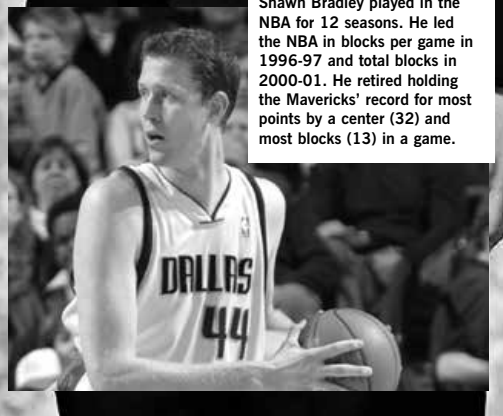 Shawn Bradley played in the
NBA for 12 seasons. He led
the NBA in blocks per game in
1996-97 and total blocks in
2000-01. He retired holding
the Mavericks' record for most
points by a center (32) and
most blocks (13) in a game.
DALLAS
44